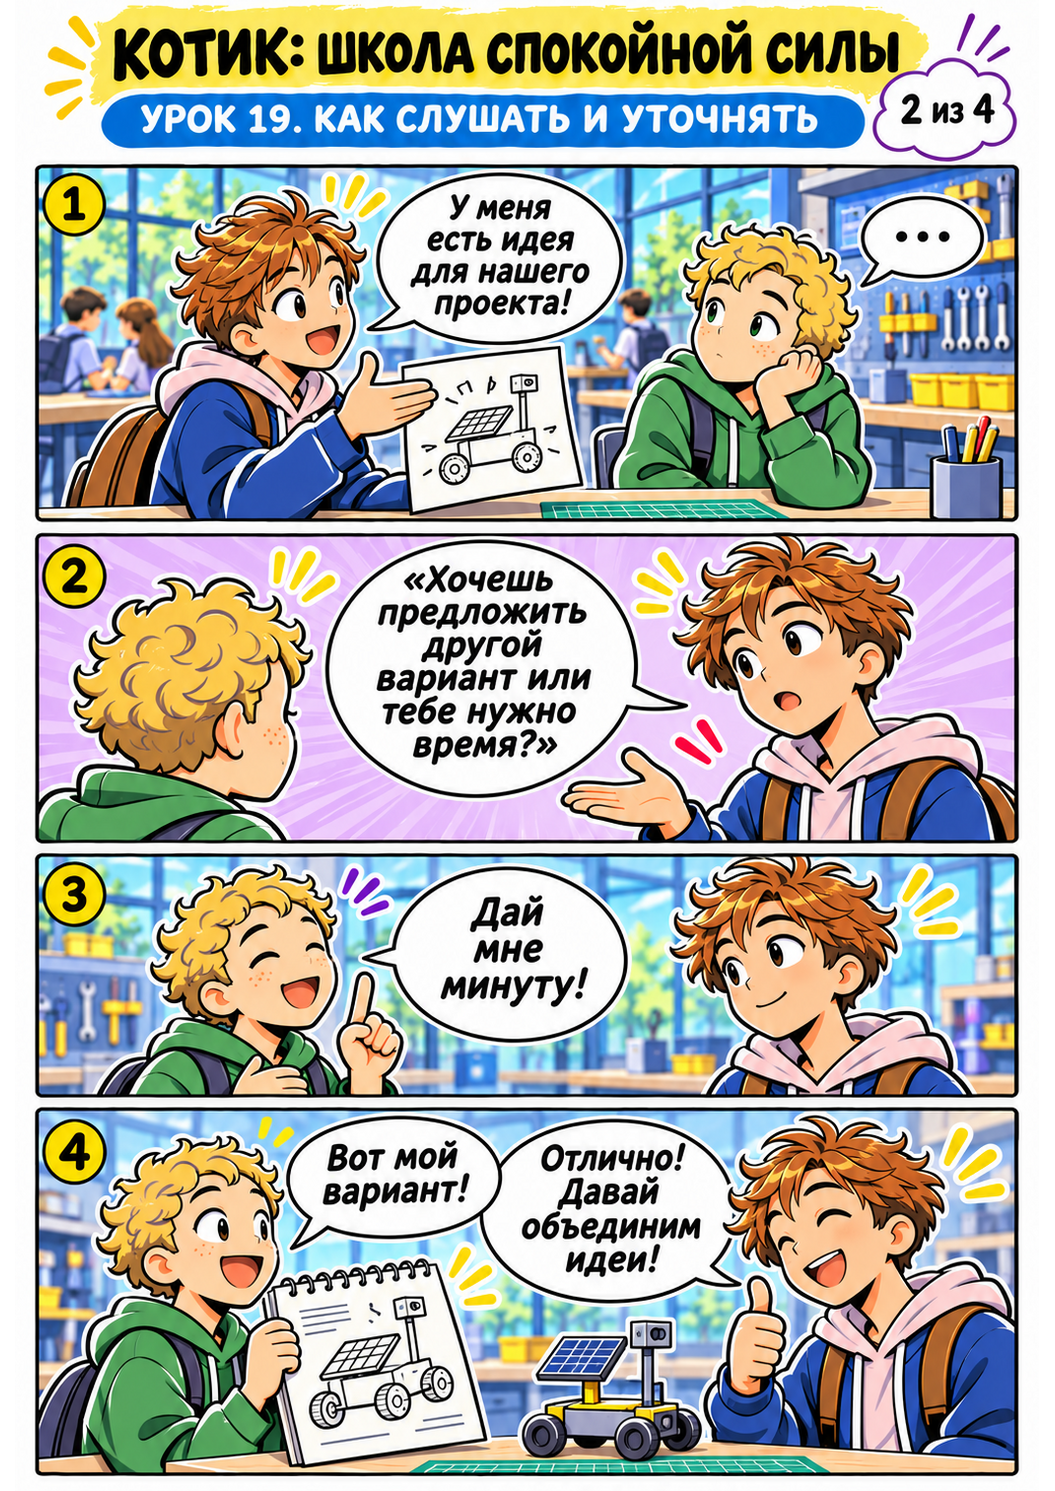 КОТИК: ШКОЛА СПОКОЙНОЙ СИЛЫ
УРОК 19. КАК СЛУШАТЬ И УТОЧНЯТЬ
2 из 4
1
У меня
есть идея
для нашего
проекта!
...
2
«Хочешь
предложить
другой
вариант или
тебе нужно
время?»
3
Дай
мне
минуту!
4
Вот мой
вариант!
Отлично!
Давай
объединим
идеи!